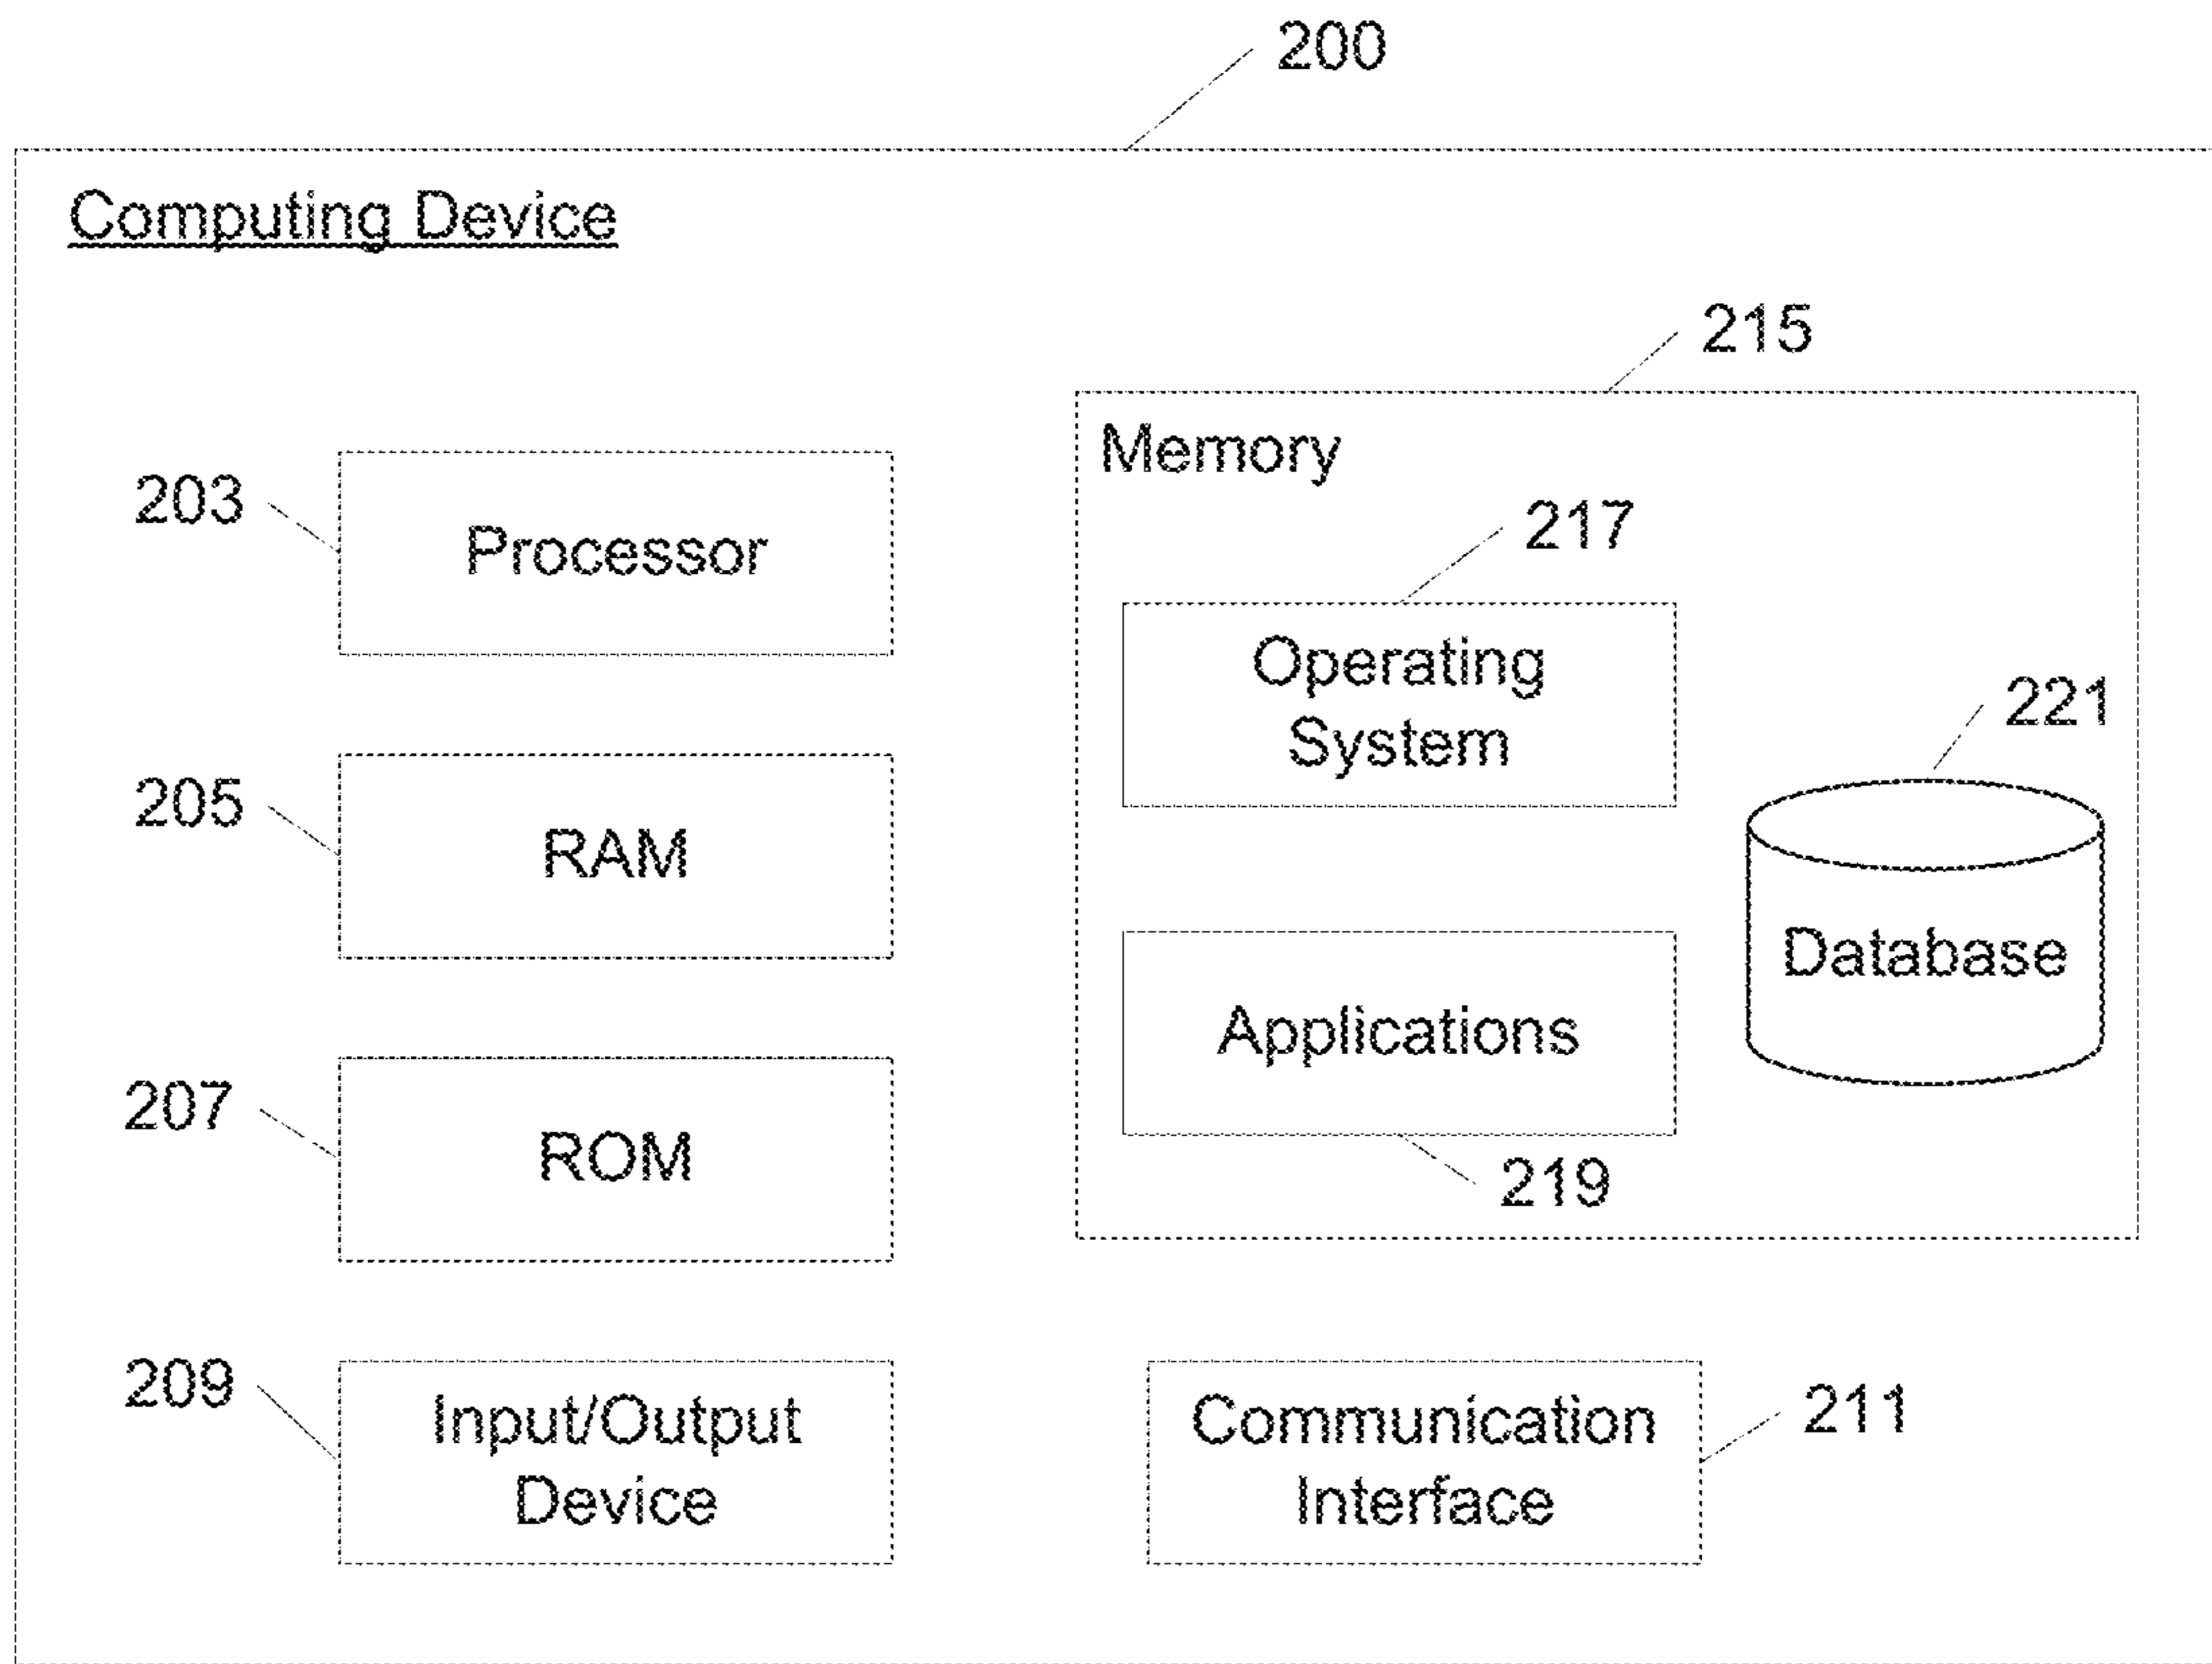 200
Computing Device
215
Memory
203
Processor
217
Operating
System
221
205
RAM
Database
Applications
207
ROM
219
209
Input/Output
Device
Communication
Interface
211